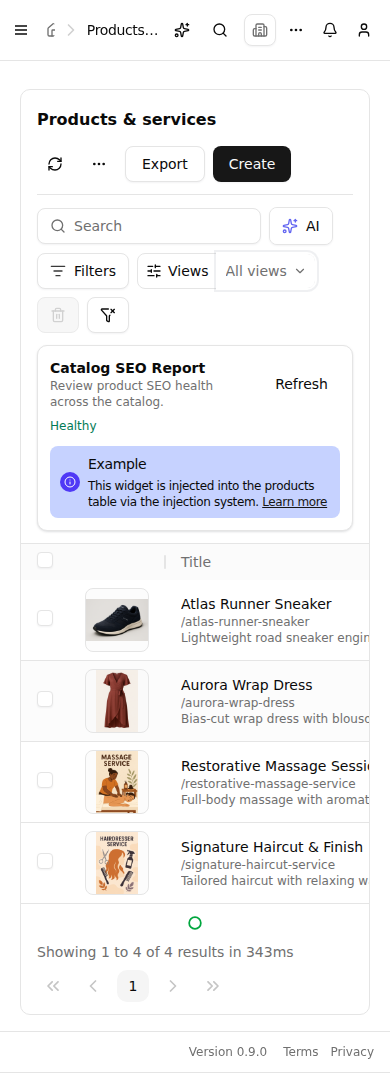 Products...
Products & services
Export
Create
Search
AI
Filters
Views
All views
Catalog SEO Report
Review product SEO health
across the catalog.
Refresh
Healthy
Example
This widget is injected into the products
table via the injection system. Learn more
Title
Atlas Runner Sneaker
/atlas-runner-sneaker
Lightweight road sneaker engin
Aurora Wrap Dress
/aurora-wrap-dress
Bias-cut wrap dress with blous
MASSAGE
SERVICE
Restorative Massage Sessi
/restorative-massage-service
Full-body massage with aromat
HAIRDRESSER
SERVICE
Signature Haircut & Finish
/signature-haircut-service
Tailored haircut with relaxing w
Showing 1 to 4 of 4 results in 343ms
1
Version 0.9.0
Terms
Privacy